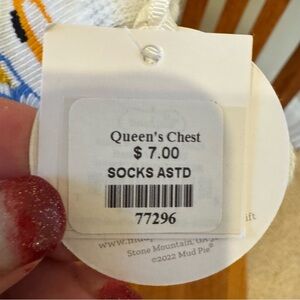 Queen's Chest
$ 7.00
SOCKS ASTD
77296
Stone Mountain,
©2022 Mud Pie®